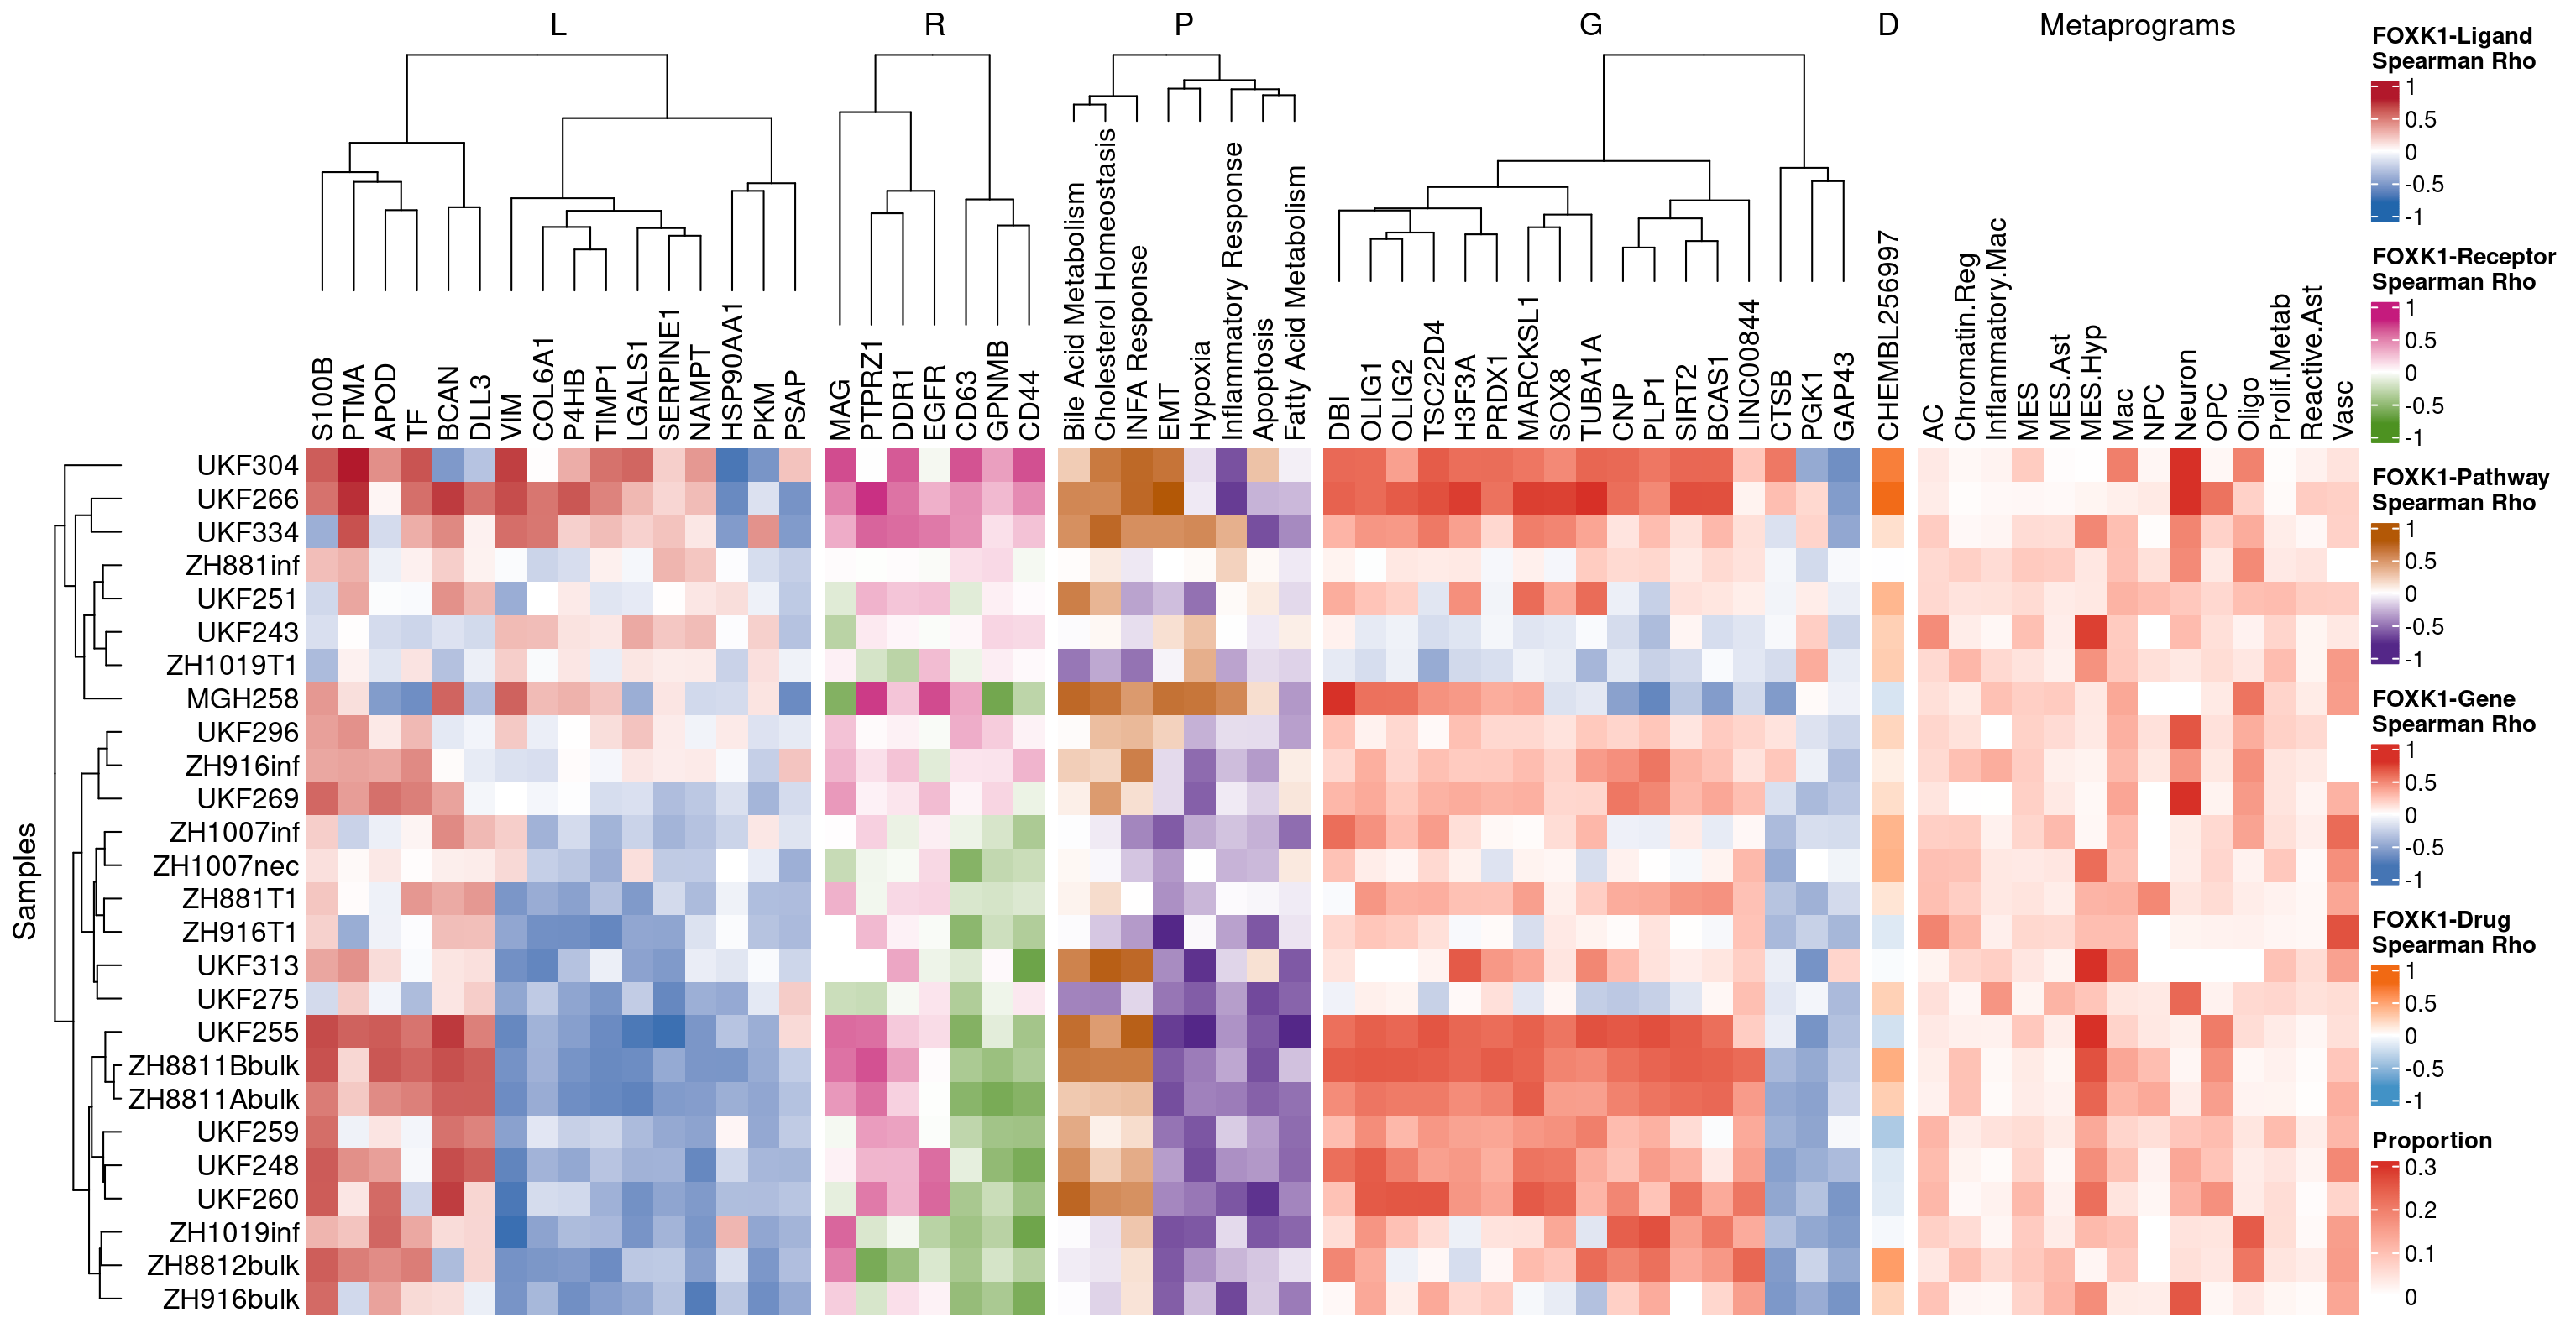 L
R
P
G
D
Metaprograms
S100B
PTMA
APOD
TF
BCAN
DLL3
VIM
COL6A1
P4HB
TIMP1
LGALS1
SERPINE1
NAMPT
HSP90AA1
PKM
PSAP
MAG
PTPRZ1
DDR1
EGFR
CD63
GPNMB
CD44
Bile Acid Metabolism
Cholesterol Homeostasis
INFA Response
EMT
Hypoxia
Inflammatory Response
Apoptosis
Fatty Acid Metabolism
DBI
OLIG1
OLIG2
TSC22D4
H3F3A
PRDX1
MARCKSL1
SOX8
TUBA1A
CNP
PLP1
SIRT2
BCAS1
LINC00844
CTSB
PGK1
GAP43
CHEMBL256997
AC
Chromatin.Reg
Inflammatory.Mac
MES
MES.Ast
MES.Hyp
Mac
NPC
Neuron
OPC
Oligo
Prolif.Metab
Reactive.Ast
Vasc
Samples
UKF304
UKF266
UKF334
ZH881inf
UKF251
UKF243
ZH1019T1
MGH258
UKF296
ZH916inf
UKF269
ZH1007inf
ZH1007nec
ZH881T1
ZH916T1
UKF313
UKF275
UKF255
ZH8811Bbulk
ZH8811Abulk
UKF259
UKF248
UKF260
ZH1019inf
ZH8812bulk
ZH916bulk
FOXK1-Ligand
Spearman Rho
1
0.5
0
-0.5
-1
FOXK1-Receptor
Spearman Rho
1
0.5
0
-0.5
-1
FOXK1-Pathway
Spearman Rho
1
0.5
0
-0.5
-1
FOXK1-Gene
Spearman Rho
1
0.5
0
-0.5
-1
FOXK1-Drug
Spearman Rho
1
0.5
0
-0.5
-1
Proportion
0.3
0.2
0.1
0